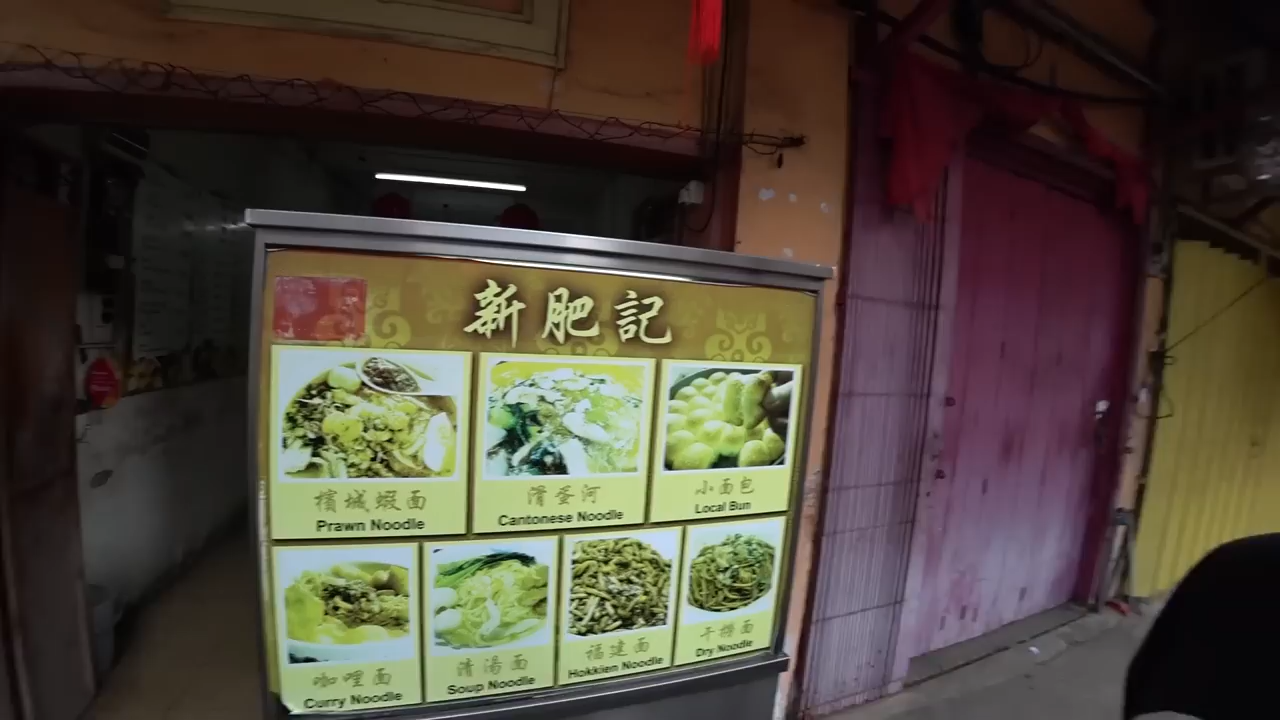 新肥記
檳城蝦面
Prawn Noodle
滑蛋河
Cantonese Noodle
小面包
Local Bun
咖哩面
Curry Noodle
清湯面
Soup Noodle
福建面
Hokkien Noodle
干撈面
Dry Noodle